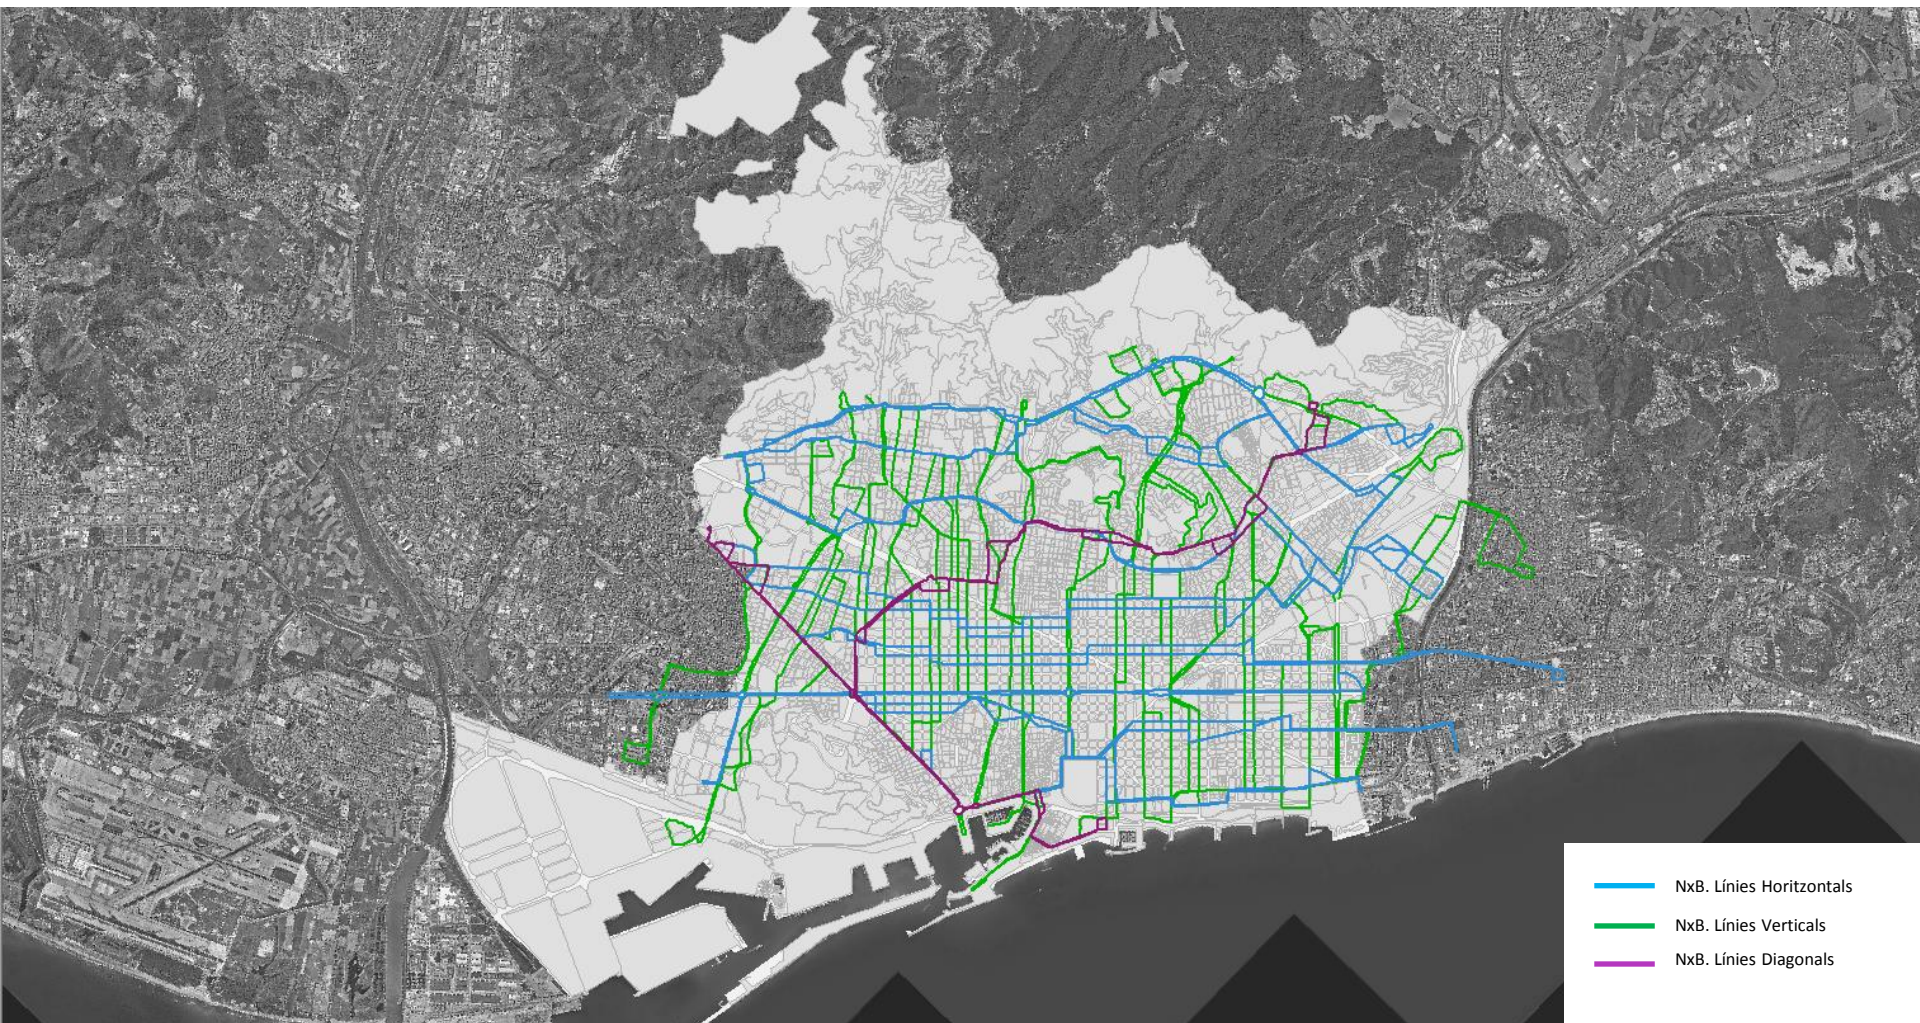 NxB. Línies Horitzontals
NxB. Línies Verticals
NxB. Línies Diagonals